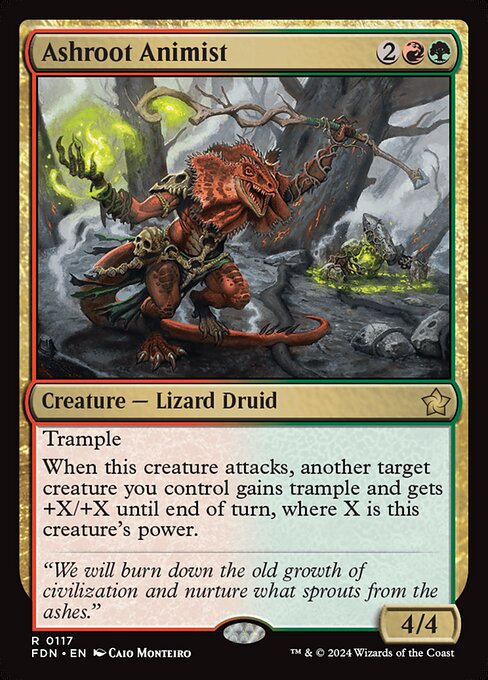 Ashroot Animist 2
Creature — Lizard Druid
Trample
When this creature attacks, another target
creature you control gains trample and gets
+X/+X until end of turn, where X is this
creature's power.
“We will burn down the old growth of
civilization and nurture what sprouts from the
ashes.”
4/4
R 0117
FDN • EN Caio Monteiro
™ & © 2024 Wizards of the Coast